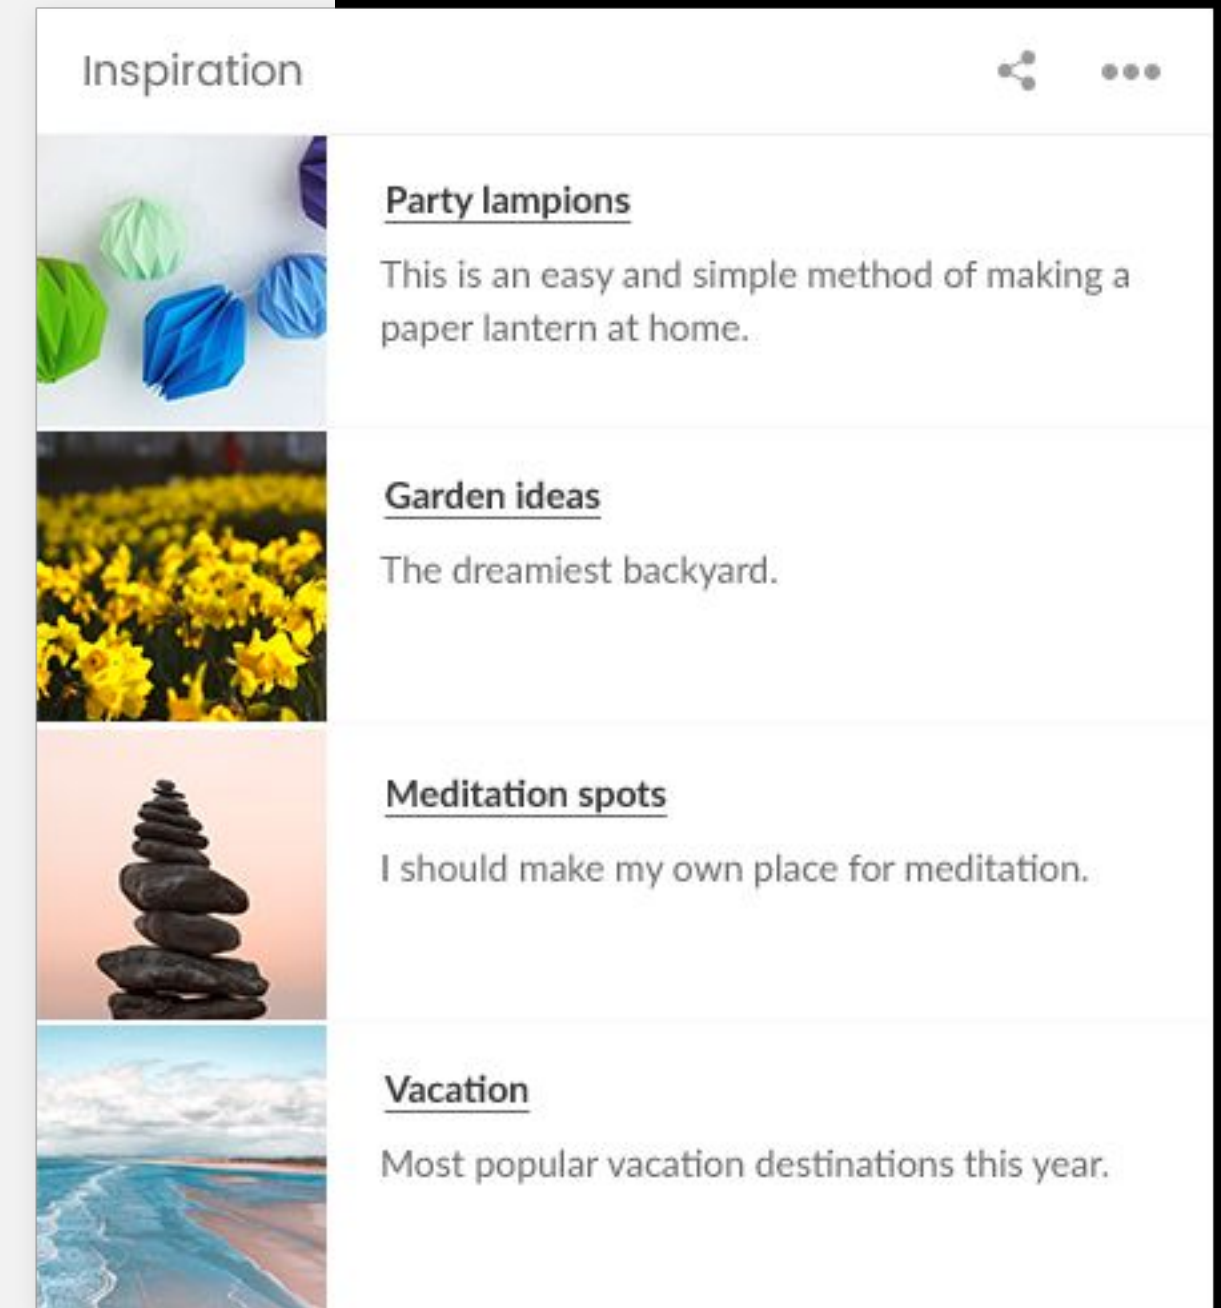 Inspiration
Party lampions
This is an easy and simple method of making a
paper lantern at home.
Garden ideas
The dreamiest backyard.
Meditation spots
I should make my own place for meditation.
Vacation
Most popular vacation destinations this year.